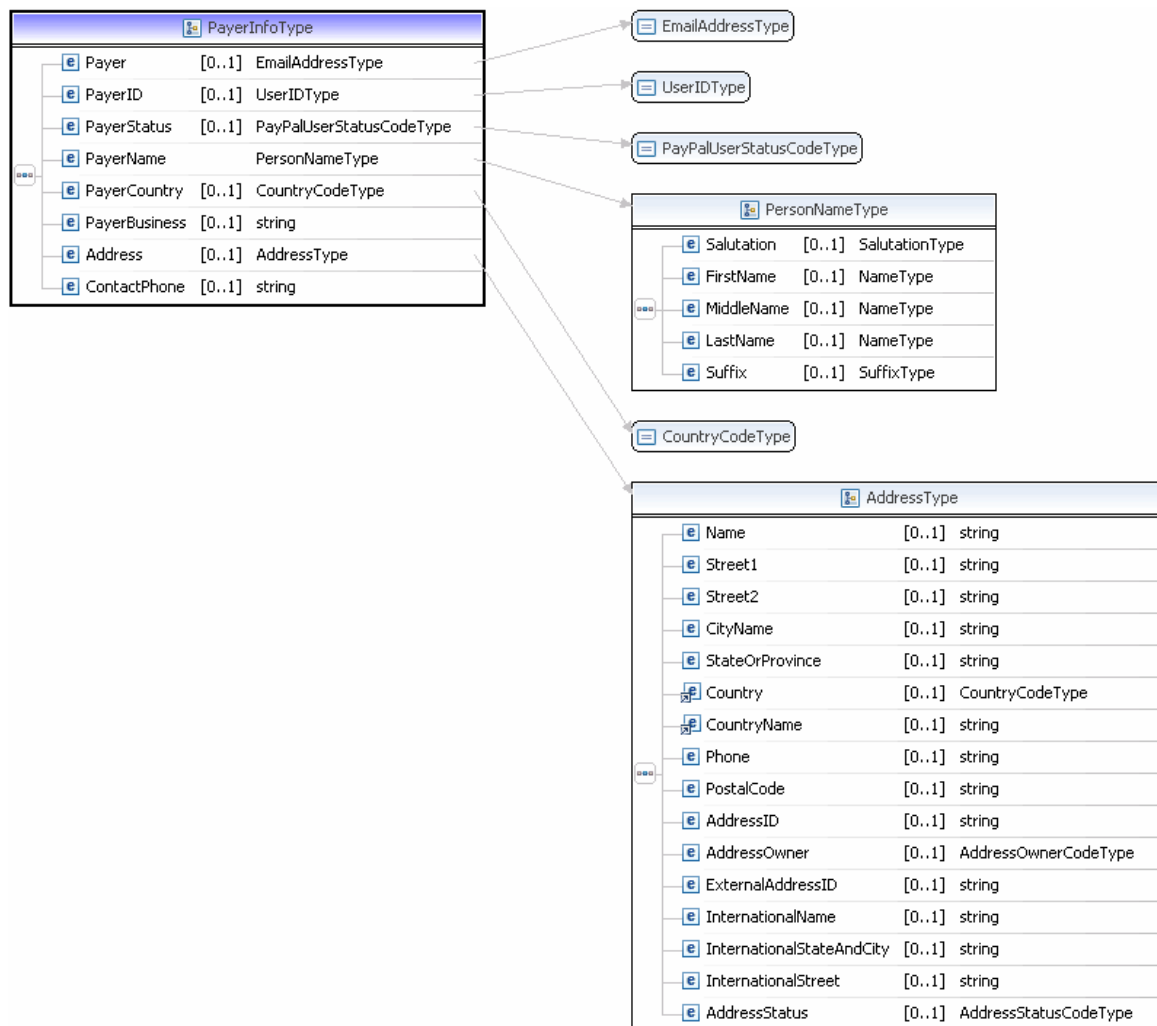 PayerInfoType
e Payer [0..1] EmailAddressType
e PayerID [0..1] UserIDType
e PayerStatus [0..1] PayPalUserStatusCodeType
e PayerName PersonNameType
e PayerCountry [0..1] CountryCodeType
e PayerBusiness [0..1] string
e Address [0..1] AddressType
e ContactPhone [0..1] string
EmailAddressType
UserIDType
PayPalUserStatusCodeType
PersonNameType
e Salutation [0..1] SalutationType
e FirstName [0..1] NameType
e MiddleName [0..1] NameType
e LastName [0..1] NameType
e Suffix [0..1] SuffixType
CountryCodeType
AddressType
e Name [0..1] string
e Street1 [0..1] string
e Street2 [0..1] string
e CityName [0..1] string
e StateOrProvince [0..1] string
e Country [0..1] CountryCodeType
e CountryName [0..1] string
e Phone [0..1] string
e PostalCode [0..1] string
e AddressID [0..1] string
e AddressOwner [0..1] AddressOwnerCodeType
e ExternalAddressID [0..1] string
e InternationalName [0..1] string
e InternationalStateAndCity [0..1] string
e InternationalStreet [0..1] string
e AddressStatus [0..1] AddressStatusCodeType